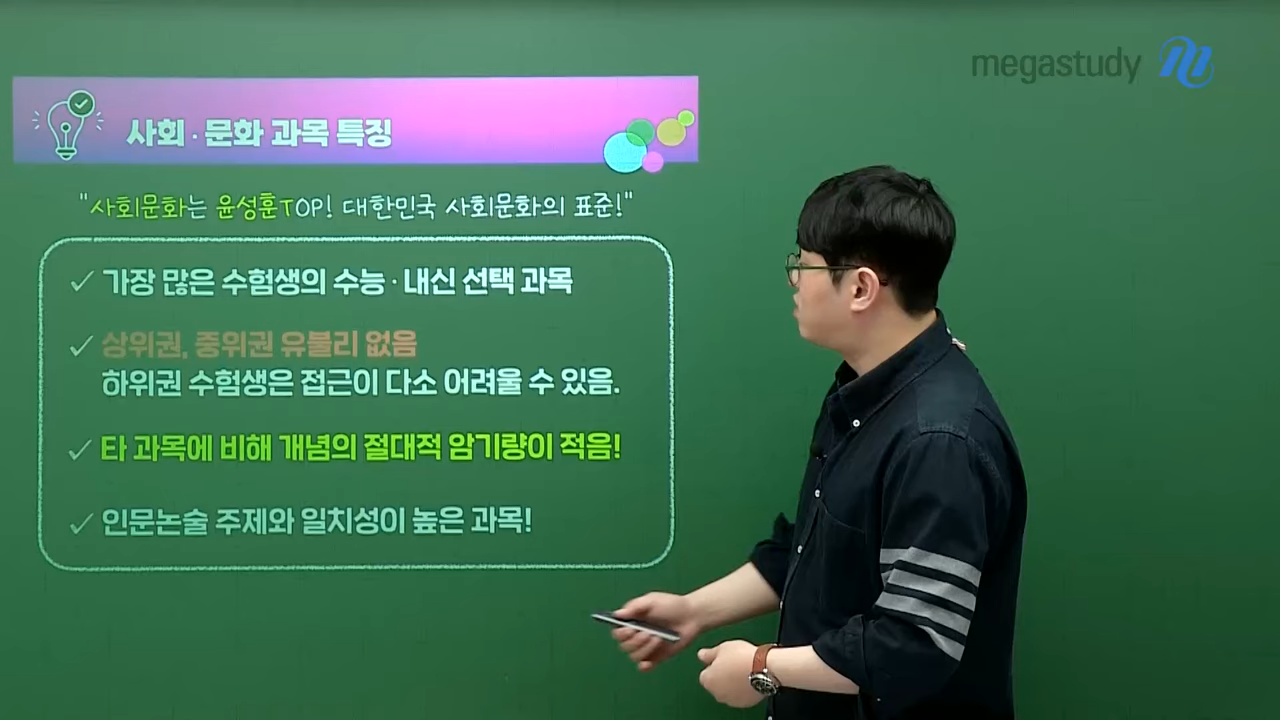 megastudy
사회·문화 과목 특징
"사회문화는 윤성훈TOP! 대한민국 사회문화의 표준!"
가장 많은 수험생의 수능·내신 선택 과목
상위권, 중위권 유불리 없음
하위권 수험생은 접근이 다소 어려울 수 있음.
타 과목에 비해 개념의 절대적 암기량이 적음!
인문논술 주제와 일치성이 높은 과목!